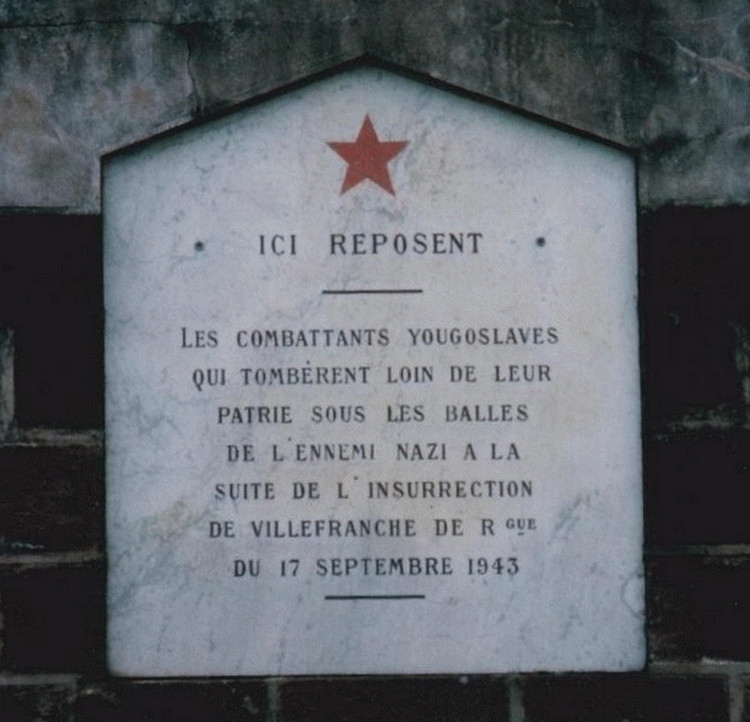 • ICI REPOSENT •
LES COMBATTANTS YOUGOSLAVES
QUI TOMBÈRENT LOIN DE LEUR
PATRIE SOUS LES BALLES
DE L'ENNEMI NAZI A LA
SUITE DE L'INSURRECTION
DE VILLEFRANCHE DE RGUE
DU 17 SEPTEMBRE 1943